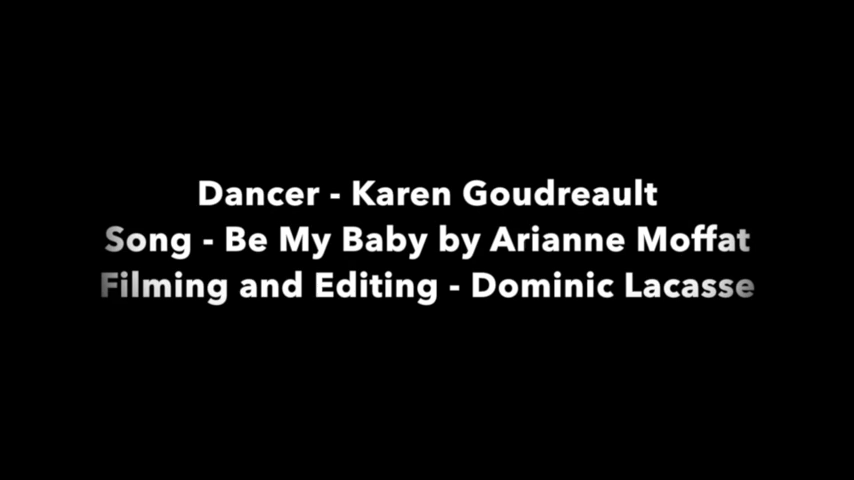 Dancer - Karen Goudreault
Song - Be My Baby by Arianne Moffat
Filming and Editing - Dominic Lacasse